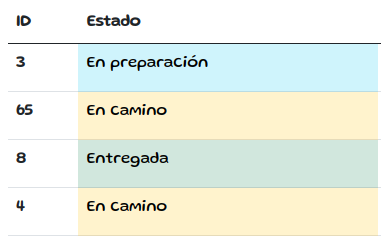 ID Estado
3 En preparación
65 En camino
8 Entregada
4 En camino